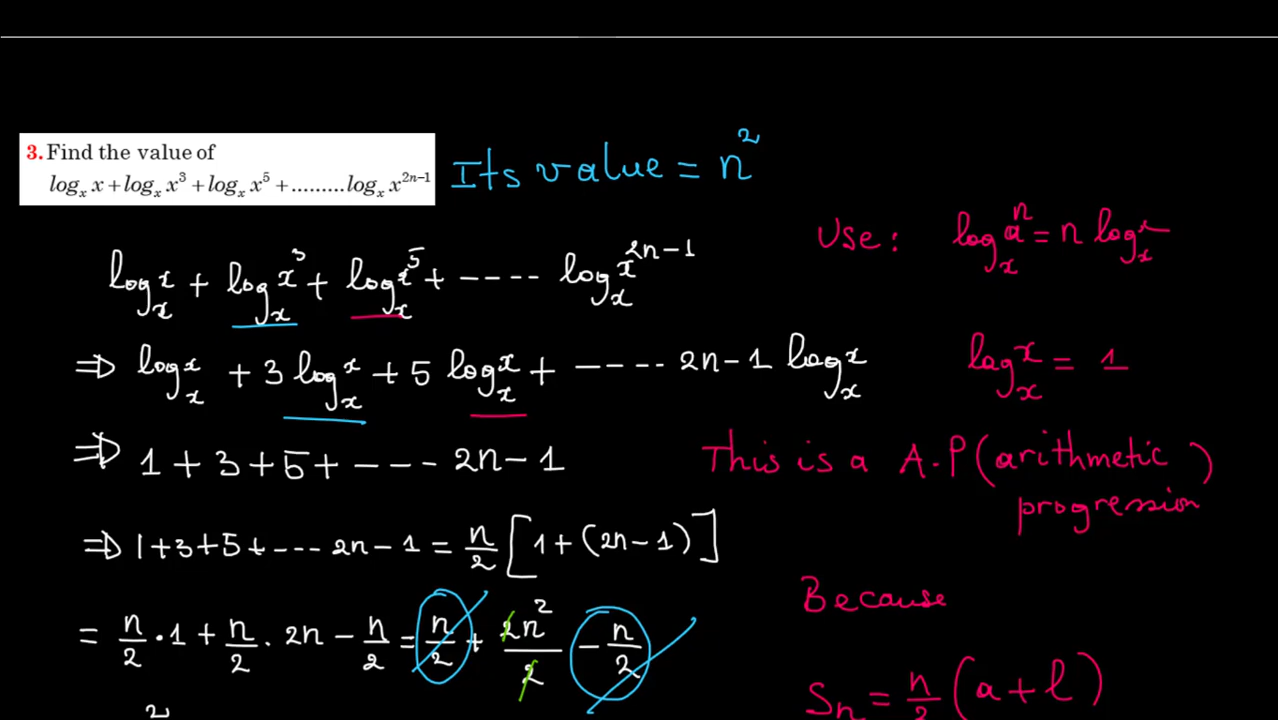 3. Find the value of
log_x x + log_x x^3 + log_x x^5 + ......... log_x x^{2n-1}
Its value = n^2
Use: log_x a^n = n log_x x
log_x x + log_x x^3 + log_x x^5 + ---- log_x x^{2n-1}
⇒ log_x x + 3 log_x x + 5 log_x x + ---- 2n-1 log_x x
log_x x = 1
⇒ 1 + 3 + 5 + ---- 2n-1
This is a A.P (arithmetic progression)
⇒ 1+3+5+ --- 2n-1 = n/2 [1 + (2n-1)]
Because
= n/2 · 1 + n/2 · 2n - n/2 = n/2 + 2n^2/2 - n/2
S_n = n/2 (a + l)
2